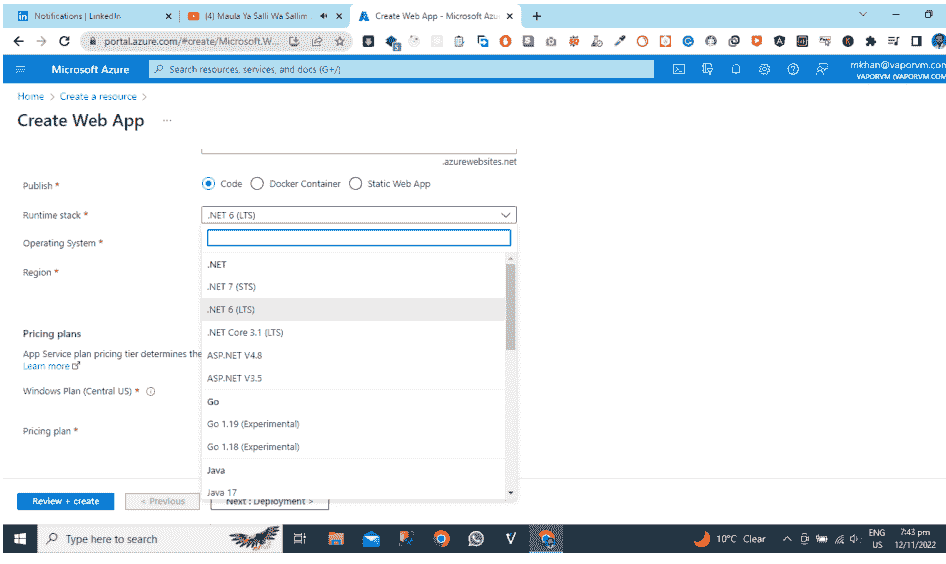 Notifications | LinkedIn
(4) Maula Ya Salli Wa Sallim
Create Web App - Microsoft Azu
portal.azure.com/#create/Microsoft.W...
Microsoft Azure
Search resources, services, and docs (G+/)
mkhan@vaporvm.com
VAPORVM (VAPORVM.COM
Home > Create a resource >
Create Web App ...
.azurewebsites.net
Publish *
Code
Docker Container
Static Web App
Runtime stack *
.NET 6 (LTS)
Operating System *
.NET
Region *
.NET 7 (STS)
.NET 6 (LTS)
.NET Core 3.1 (LTS)
Pricing plans
App Service plan pricing tier determines the
ASP.NET V4.8
Learn more
ASP.NET V3.5
Windows Plan (Central US) *
Go
Go 1.19 (Experimental)
Pricing plan *
Go 1.18 (Experimental)
Java
Java 17
Review + create
< Previous
Next : Deployment >
Type here to search
10°C Clear
ENG
US
7:43 pm
12/11/2022